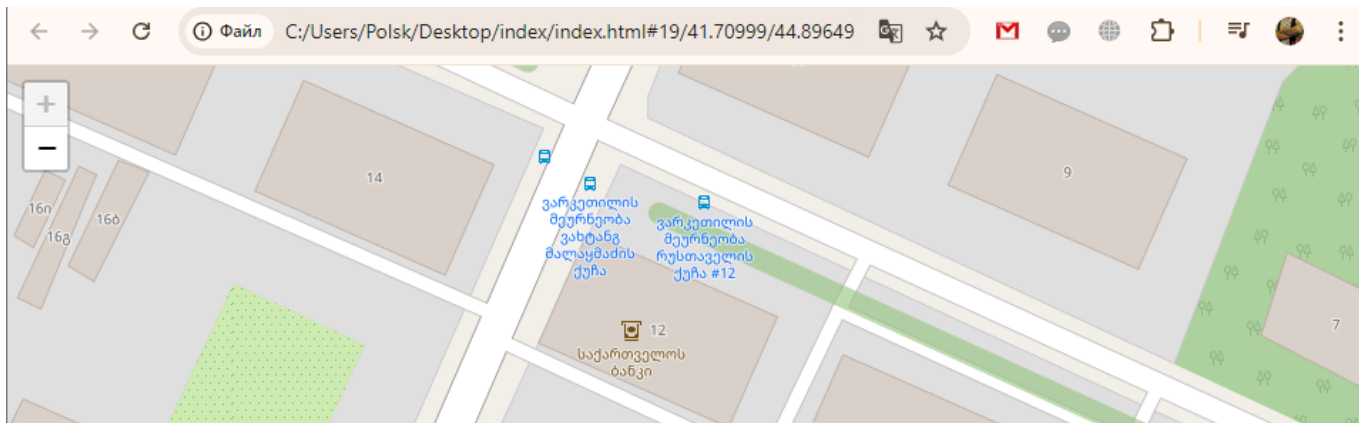 Файл
C:/Users/Polsk/Desktop/index/index.html#19/41.70999/44.89649
+
−
14
9
16ი
16გ
16ბ
ვარკეთილის
მეურნეობა
ვახტანგ
მალაყმაძის
ქუჩა
ვარკეთილის
მეურნეობა
რუსთაველის
ქუჩა #12
12
საქართველოს
ბანკი
7